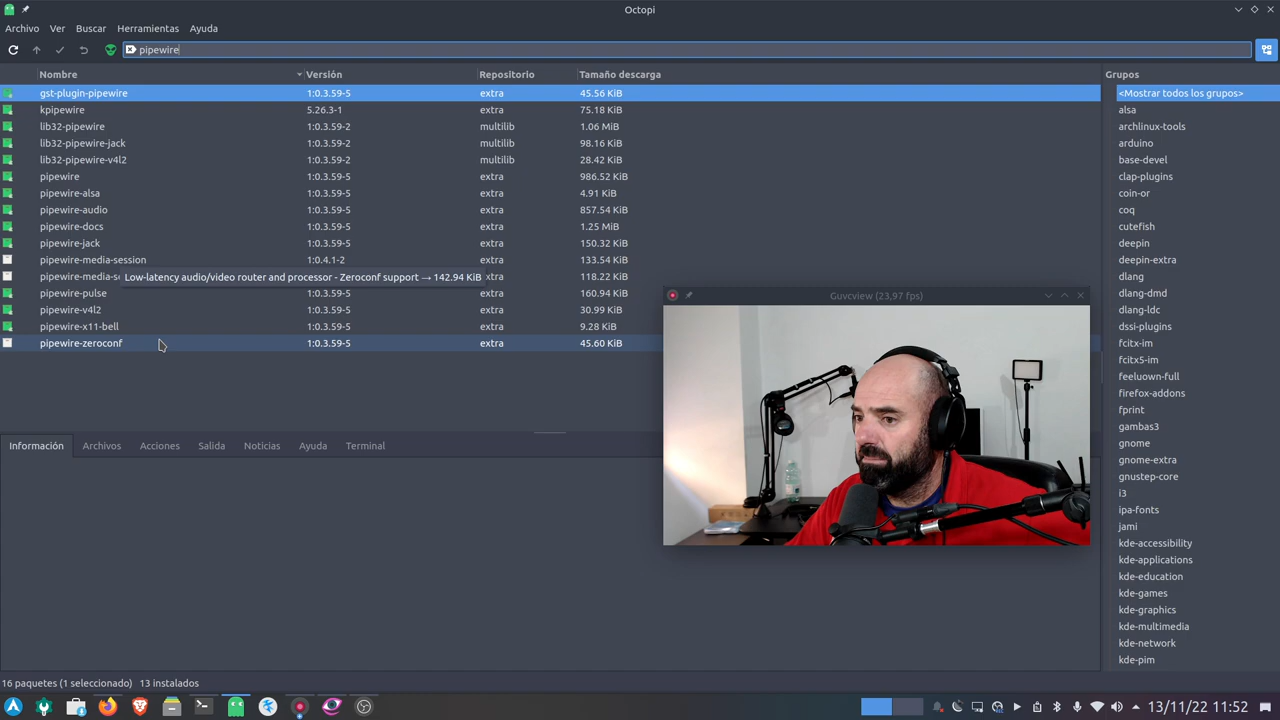 Octopi
Archivo Ver Buscar Herramientas Ayuda
pipewire
Nombre Versión Repositorio Tamaño descarga Grupos
gst-plugin-pipewire 1:0.3.59-5 extra 45.56 KiB <Mostrar todos los grupos>
kpipewire 5.26.3-1 extra 75.18 KiB alsa
lib32-pipewire 1:0.3.59-2 multilib 1.06 MiB archlinux-tools
lib32-pipewire-jack 1:0.3.59-2 multilib 98.16 KiB arduino
lib32-pipewire-v4l2 1:0.3.59-2 multilib 28.42 KiB base-devel
pipewire 1:0.3.59-5 extra 986.52 KiB clap-plugins
pipewire-alsa 1:0.3.59-5 extra 4.91 KiB coin-or
pipewire-audio 1:0.3.59-5 extra 857.54 KiB coq
pipewire-docs 1:0.3.59-5 extra 1.25 MiB cutefish
pipewire-jack 1:0.3.59-5 extra 150.32 KiB deepin
pipewire-media-session 1:0.4.1-2 extra 133.54 KiB deepin-extra
pipewire-media-s Low-latency audio/video router and processor - Zeroconf support → 142.94 KiB xtra 118.22 KiB dlang
pipewire-pulse 1:0.3.59-5 extra 160.94 KiB dlang-dmd
Guvcview (23,97 fps)
pipewire-v4l2 1:0.3.59-5 extra 30.99 KiB dlang-ldc
pipewire-x11-bell 1:0.3.59-5 extra 9.28 KiB dssi-plugins
pipewire-zeroconf 1:0.3.59-5 extra 45.60 KiB fcitx-im
fcitx5-im
feeluown-full
firefox-addons
fprint
gambas3
Información Archivos Acciones Salida Noticias Ayuda Terminal gnome
gnome-extra
gnustep-core
i3
ipa-fonts
jami
kde-accessibility
kde-applications
kde-education
kde-games
kde-graphics
kde-multimedia
kde-network
kde-pim
16 paquetes (1 seleccionado) 13 instalados
13/11/22 11:52